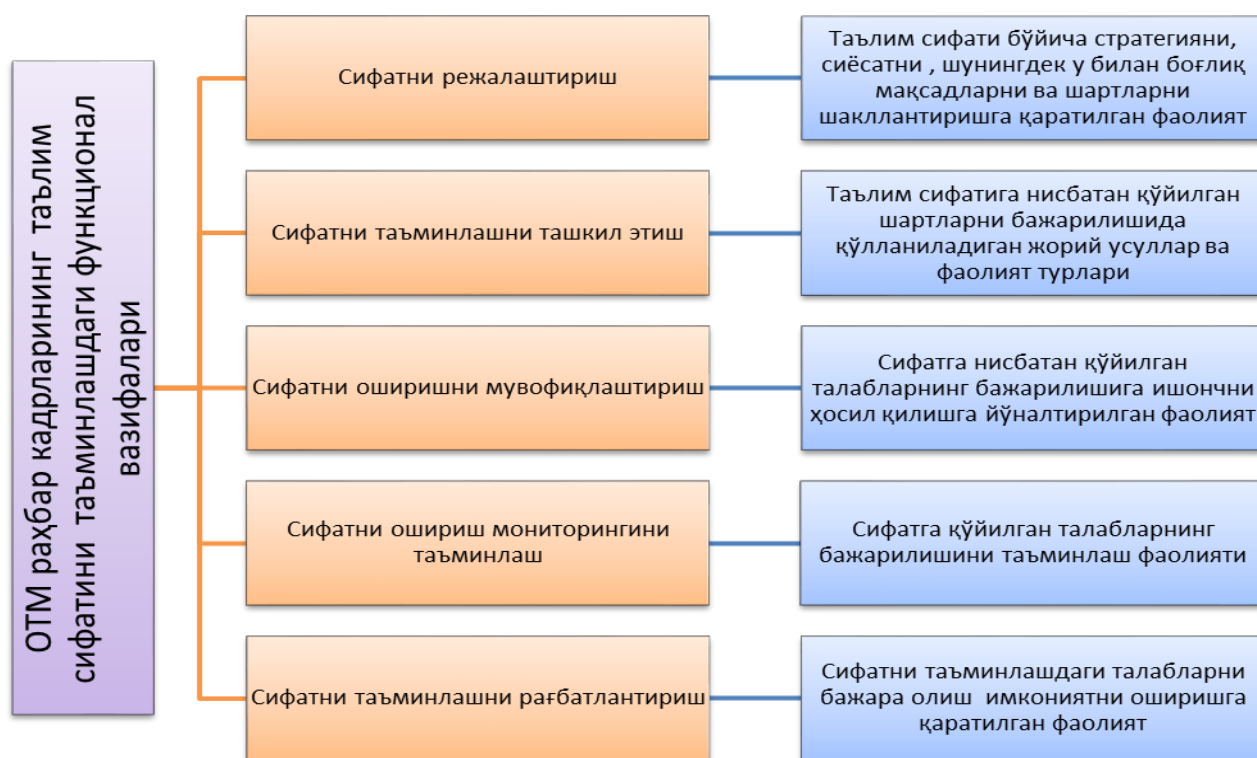 ОТМ раҳбар кадрларининг таълим
сифатини таъминлашдаги функционал
вазифалари
Сифатни режалаштириш
Таълим сифати бўйича стратегияни,
сиёсатни , шунингдек у билан боғлиқ
мақсадларни ва шартларни
шакллантиришга қаратилган фаолият
Сифатни таъминлашни ташкил этиш
Таълим сифатига нисбатан қўйилган
шартларни бажарилишида
қўлланиладиган жорий усуллар ва
фаолият турлари
Сифатни оширишни мувофиқлаштириш
Сифатга нисбатан қўйилган
талабларнинг бажарилишига ишончни
ҳосил қилишга йўналтирилган фаолият
Сифатни ошириш мониторингини
таъминлаш
Сифатга қўйилган талабларнинг
бажарилишини таъминлаш фаолияти
Сифатни таъминлашни рағбатлантириш
Сифатни таъминлашдаги талабларни
бажара олиш имкониятни оширишга
қаратилган фаолият